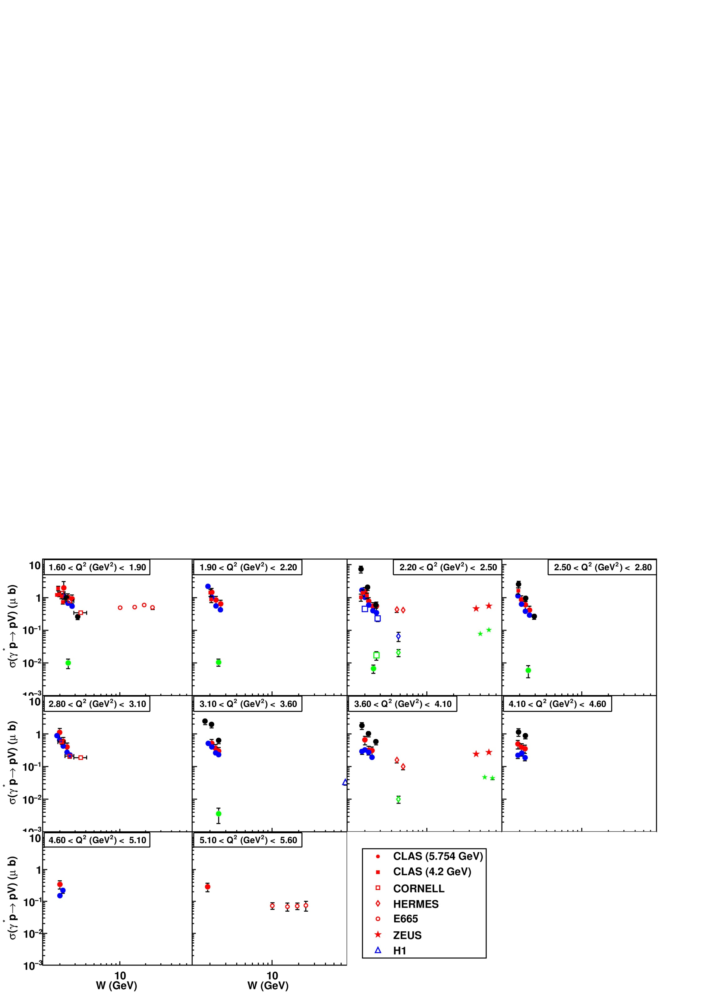 1.60 < Q² (GeV²) < 1.90
1.90 < Q² (GeV²) < 2.20
2.20 < Q² (GeV²) < 2.50
2.50 < Q² (GeV²) < 2.80
10
1
10⁻¹
10⁻²
10⁻³
σ(γ* p→ pV) (μ b)
2.80 < Q² (GeV²) < 3.10
3.10 < Q² (GeV²) < 3.60
3.60 < Q² (GeV²) < 4.10
4.10 < Q² (GeV²) < 4.60
10
1
10⁻¹
10⁻²
10⁻³
σ(γ* p→ pV) (μ b)
4.60 < Q² (GeV²) < 5.10
5.10 < Q² (GeV²) < 5.60
10
1
10⁻¹
10⁻²
10⁻³
σ(γ* p→ pV) (μ b)
CLAS (5.754 GeV)
CLAS (4.2 GeV)
CORNELL
HERMES
E665
ZEUS
H1
10
10
W (GeV)
W (GeV)